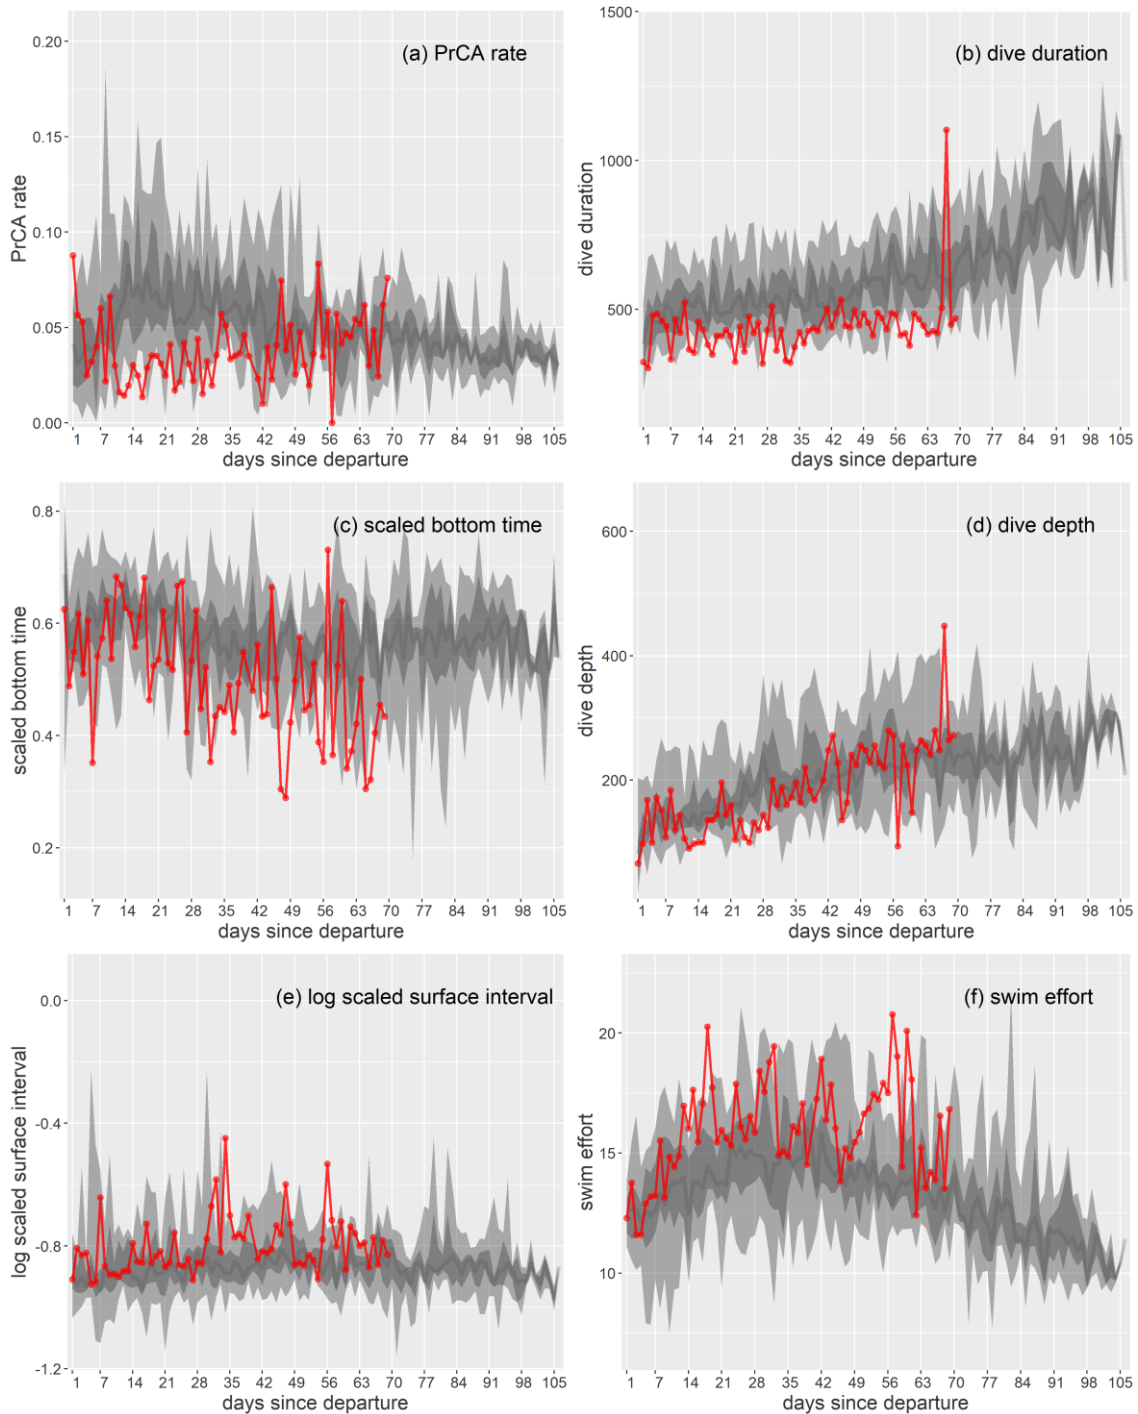 (a) PrCA rate
PrCA rate
0.20
0.15
0.10
0.05
0.00
1 7 14 21 28 35 42 49 56 63 70 77 84 91 98 105
days since departure
(b) dive duration
dive duration
1500
1000
500
1 7 14 21 28 35 42 49 56 63 70 77 84 91 98 105
days since departure
(c) scaled bottom time
scaled bottom time
0.8
0.6
0.4
0.2
1 7 14 21 28 35 42 49 56 63 70 77 84 91 98 105
days since departure
(d) dive depth
dive depth
600
400
200
1 7 14 21 28 35 42 49 56 63 70 77 84 91 98 105
days since departure
(e) log scaled surface interval
log scaled surface interval
0.0
-0.4
-0.8
-1.2
1 7 14 21 28 35 42 49 56 63 70 77 84 91 98 105
days since departure
(f) swim effort
swim effort
20
15
10
1 7 14 21 28 35 42 49 56 63 70 77 84 91 98 105
days since departure